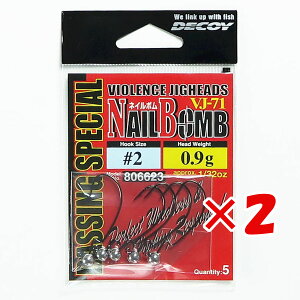 We link up with fish
DECOY
VIOLENCE JIGHEADS
VJ-71
ネイルボム
NAIL BOMB
Hook Size
Head Weight
approx. 1/32oz
#2
0.9g
806623
FISSING SPECIAL
Quantity:5
×2